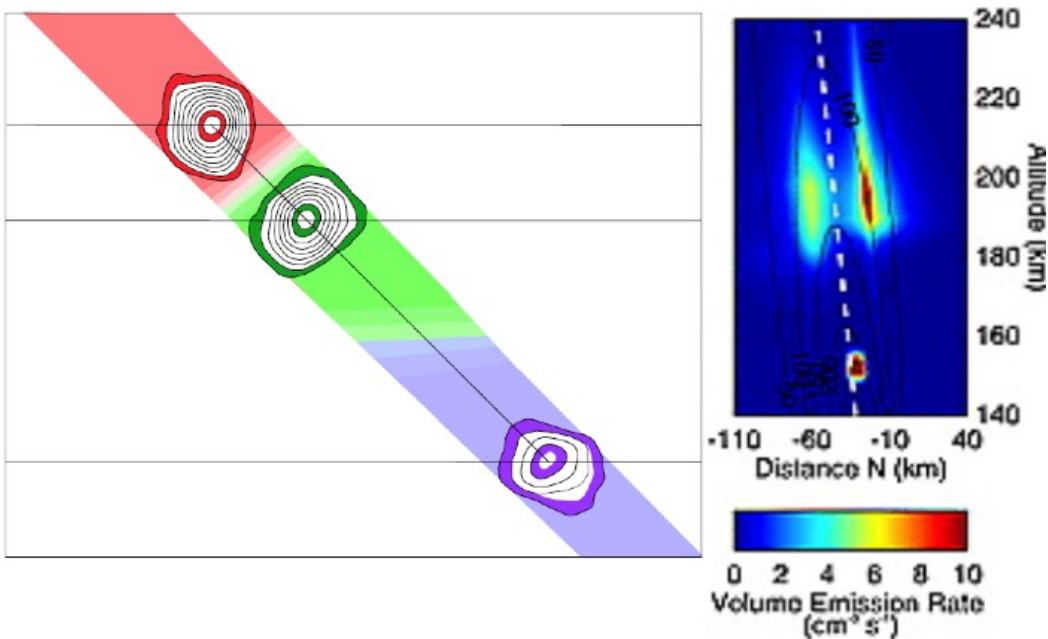 240
220
200
180
160
140
Altitude (km)
-110 -60 -10 40
Distance N (km)
0 2 4 6 8 10
Volume Emission Rate
(cm⁻³ s⁻¹)